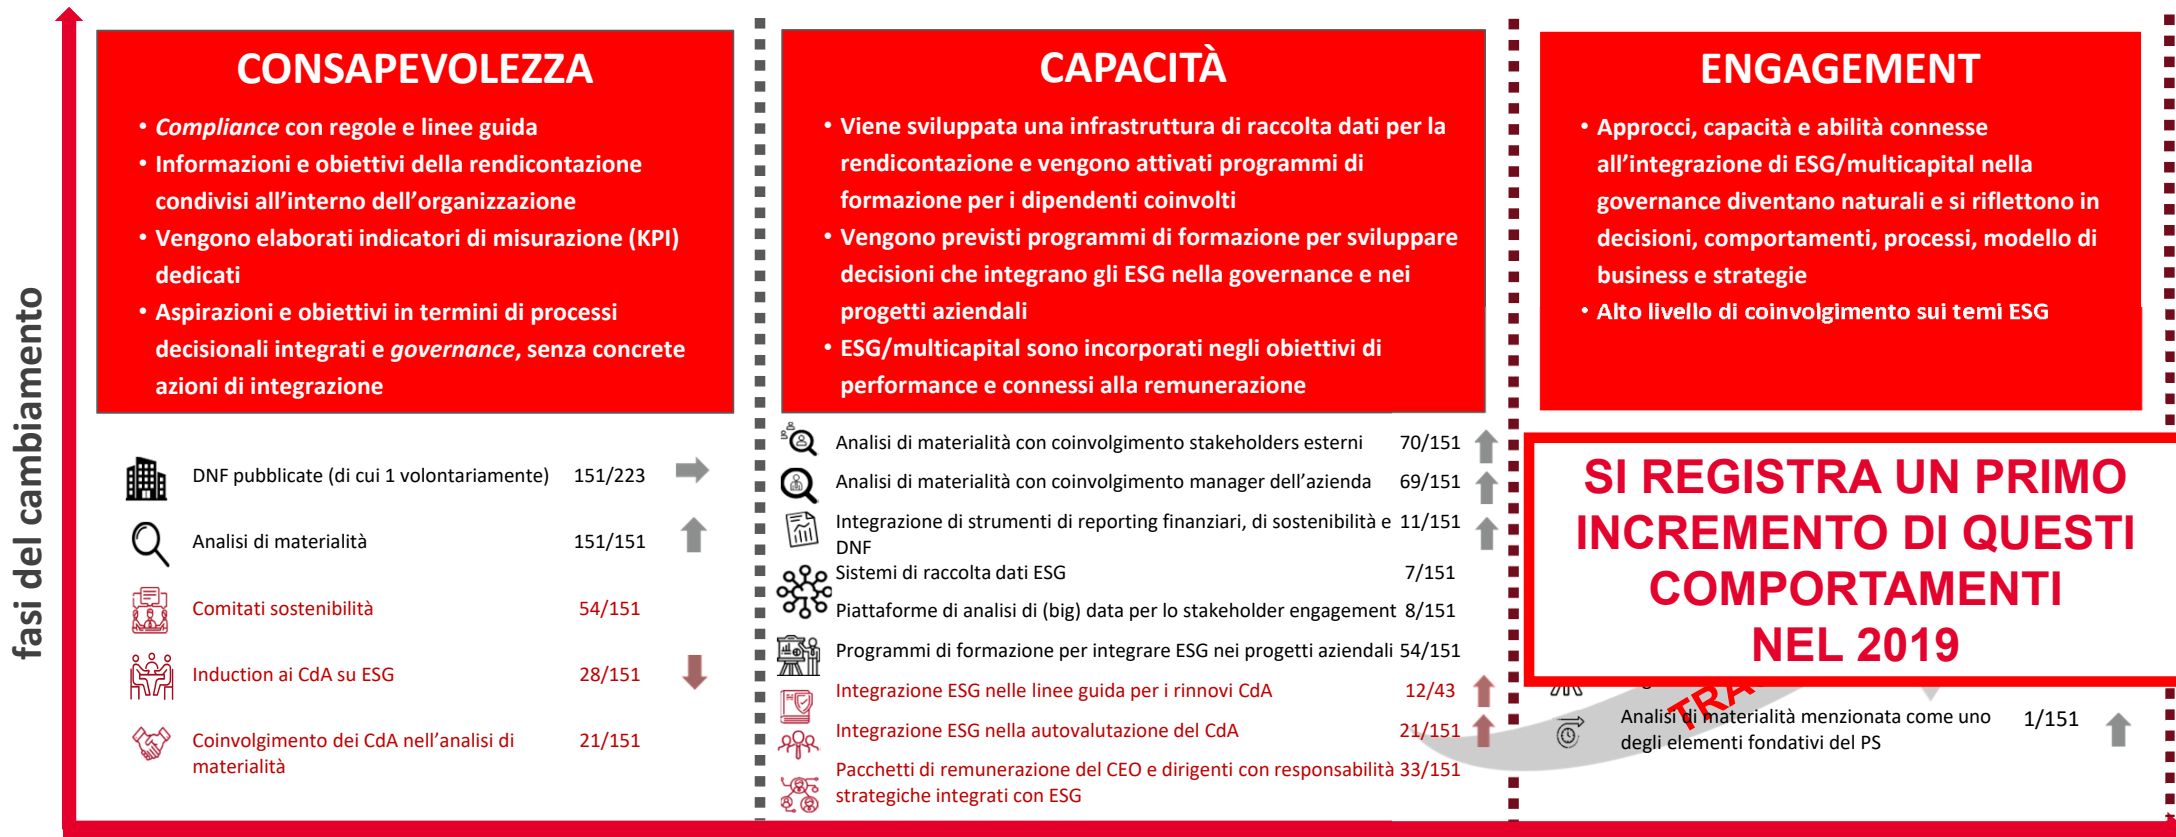 fasi del cambiamento
CONSAPEVOLEZZA
• Compliance con regole e linee guida
• Informazioni e obiettivi della rendicontazione
condivisi all'interno dell'organizzazione
• Vengono elaborati indicatori di misurazione (KPI)
dedicati
• Aspirazioni e obiettivi in termini di processi
decisionali integrati e governance, senza concrete
azioni di integrazione
DNF pubblicate (di cui 1 volontariamente) 151/223
Analisi di materialità 151/151
Comitati sostenibilità 54/151
Induction ai CdA su ESG 28/151
Coinvolgimento dei CdA nell'analisi di 21/151
materialità
CAPACITÀ
• Viene sviluppata una infrastruttura di raccolta dati per la
rendicontazione e vengono attivati programmi di
formazione per i dipendenti coinvolti
• Vengono previsti programmi di formazione per sviluppare
decisioni che integrano gli ESG nella governance e nei
progetti aziendali
• ESG/multicapital sono incorporati negli obiettivi di
performance e connessi alla remunerazione
Analisi di materialità con coinvolgimento stakeholders esterni 70/151
Analisi di materialità con coinvolgimento manager dell'azienda 69/151
Integrazione di strumenti di reporting finanziari, di sostenibilità e 11/151
DNF
Sistemi di raccolta dati ESG 7/151
Piattaforme di analisi di (big) data per lo stakeholder engagement 8/151
Programmi di formazione per integrare ESG nei progetti aziendali 54/151
Integrazione ESG nelle linee guida per i rinnovi CdA 12/43
Integrazione ESG nella autovalutazione del CdA 21/151
Pacchetti di remunerazione del CEO e dirigenti con responsabilità 33/151
strategiche integrati con ESG
ENGAGEMENT
• Approcci, capacità e abilità connesse
all'integrazione di ESG/multicapital nella
governance diventano naturali e si riflettono in
decisioni, comportamenti, processi, modello di
business e strategie
• Alto livello di coinvolgimento sui temi ESG
SI REGISTRA UN PRIMO
INCREMENTO DI QUESTI
COMPORTAMENTI
NEL 2019
Analisi di materialità menzionata come uno 1/151
degli elementi fondativi del PS